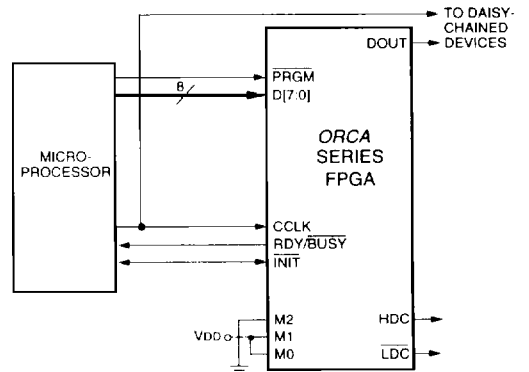 TO DAISY-
CHAINED
DEVICES
DOUT
PRGM
8
D[7:0]
MICRO-
PROCESSOR
ORCA
SERIES
FPGA
CCLK
RDY/BUSY
INIT
M2
HDC
VDD
M1
M0
LDC